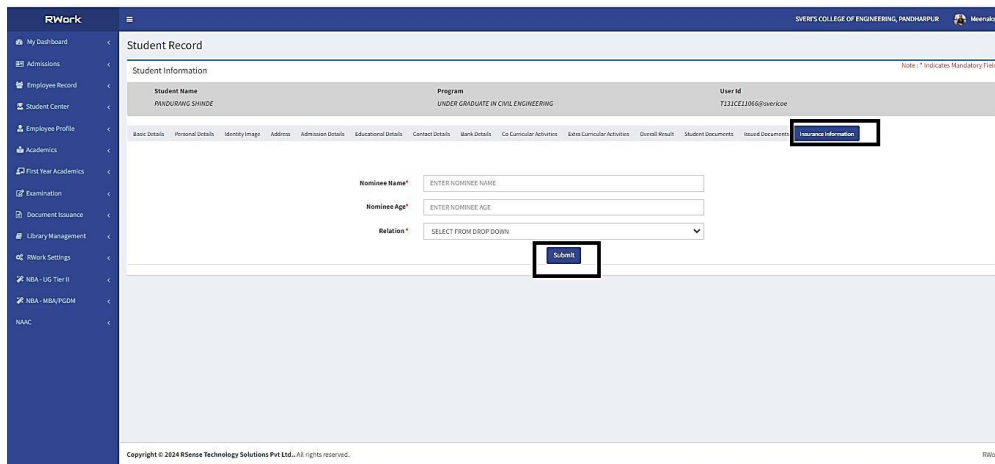 RWork
SVERI'S COLLEGE OF ENGINEERING, PANDHARPUR
Meenaks
My Dashboard
Admissions
Employee Record
Student Center
Employee Profile
Academics
First Year Academics
Examination
Document Issuance
Library Management
RWork Settings
NBA - UG Tier II
NBA - MBA/PGDM
NAAC
Student Record
Student Information
Note : * Indicates Mandatory Fiel
Student Name Program User Id
PANDURANG SHINDE UNDER GRADUATE IN CIVIL ENGINEERING T131CE11066@svericoe
Basic Details Personal Details Identity Image Address Admission Details Educational Details Contact Details Bank Details Co Curricular Activities Extra Curricular Activities Overall Result Student Documents Issued Documents Insurance Information
Nominee Name* ENTER NOMINEE NAME
Nominee Age* ENTER NOMINEE AGE
Relation * SELECT FROM DROP DOWN
Submit
Copyright © 2024 RSense Technology Solutions Pvt Ltd.. All rights reserved.
RWo